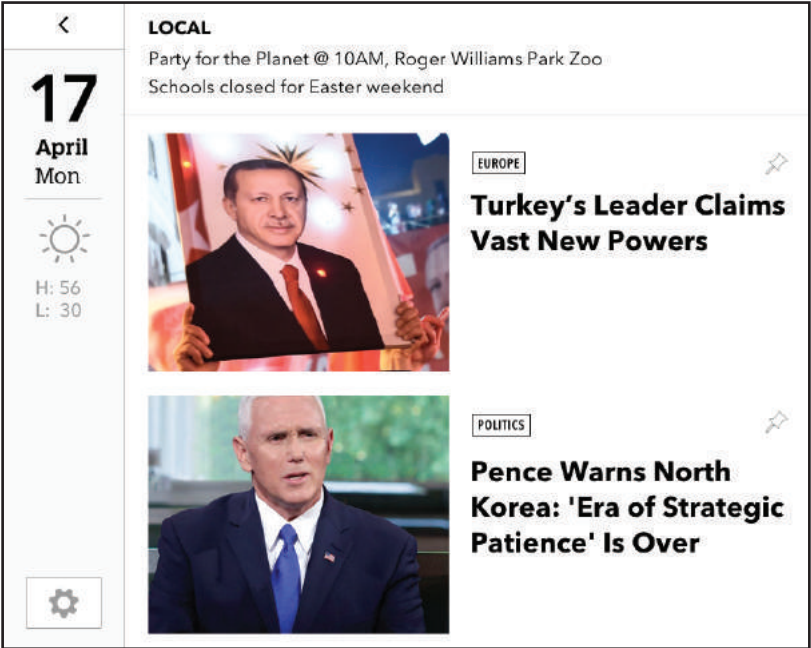 17
April
Mon
H: 56
L: 30
LOCAL
Party for the Planet @ 10AM, Roger Williams Park Zoo
Schools closed for Easter weekend
EUROPE
Turkey’s Leader Claims
Vast New Powers
POLITICS
Pence Warns North
Korea: 'Era of Strategic
Patience' Is Over